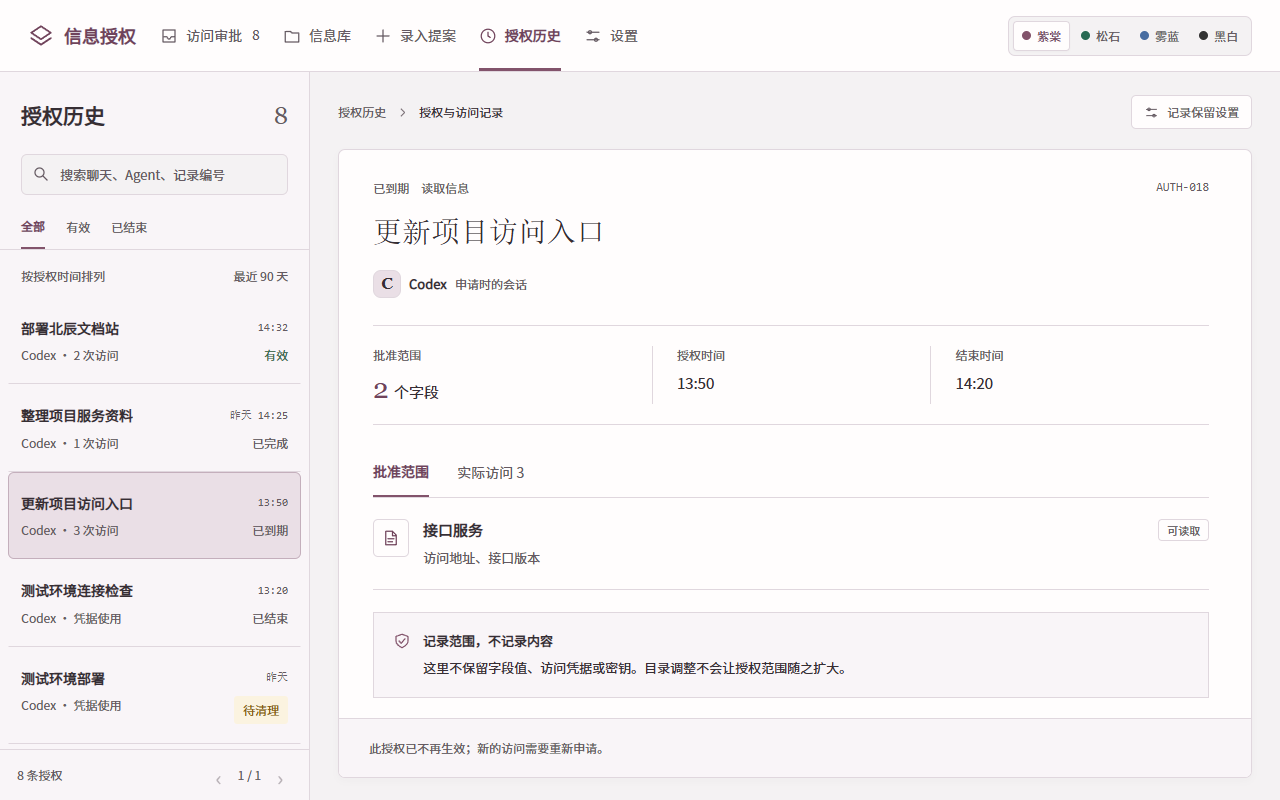 信息授权
访问审批 8
信息库
录入提案
授权历史
设置
紫棠
松石
雾蓝
黑白
授权历史 8
搜索聊天、Agent、记录编号
全部 有效 已结束
按授权时间排列 最近 90 天
部署北辰文档站 14:32
Codex · 2 次访问 有效
整理项目服务资料 昨天 14:25
Codex · 1 次访问 已完成
更新项目访问入口 13:50
Codex · 3 次访问 已到期
测试环境连接检查 13:20
Codex · 凭据使用 已结束
测试环境部署 昨天
Codex · 凭据使用 待清理
8 条授权 ‹ 1 / 1 ›
授权历史 > 授权与访问记录
记录保留设置
已到期 读取信息 AUTH-018
更新项目访问入口
C Codex 申请时的会话
批准范围 授权时间 结束时间
2 个字段 13:50 14:20
批准范围 实际访问 3
接口服务 可读取
访问地址、接口版本
记录范围，不记录内容
这里不保留字段值、访问凭据或密钥。目录调整不会让授权范围随之扩大。
此授权已不再生效；新的访问需要重新申请。